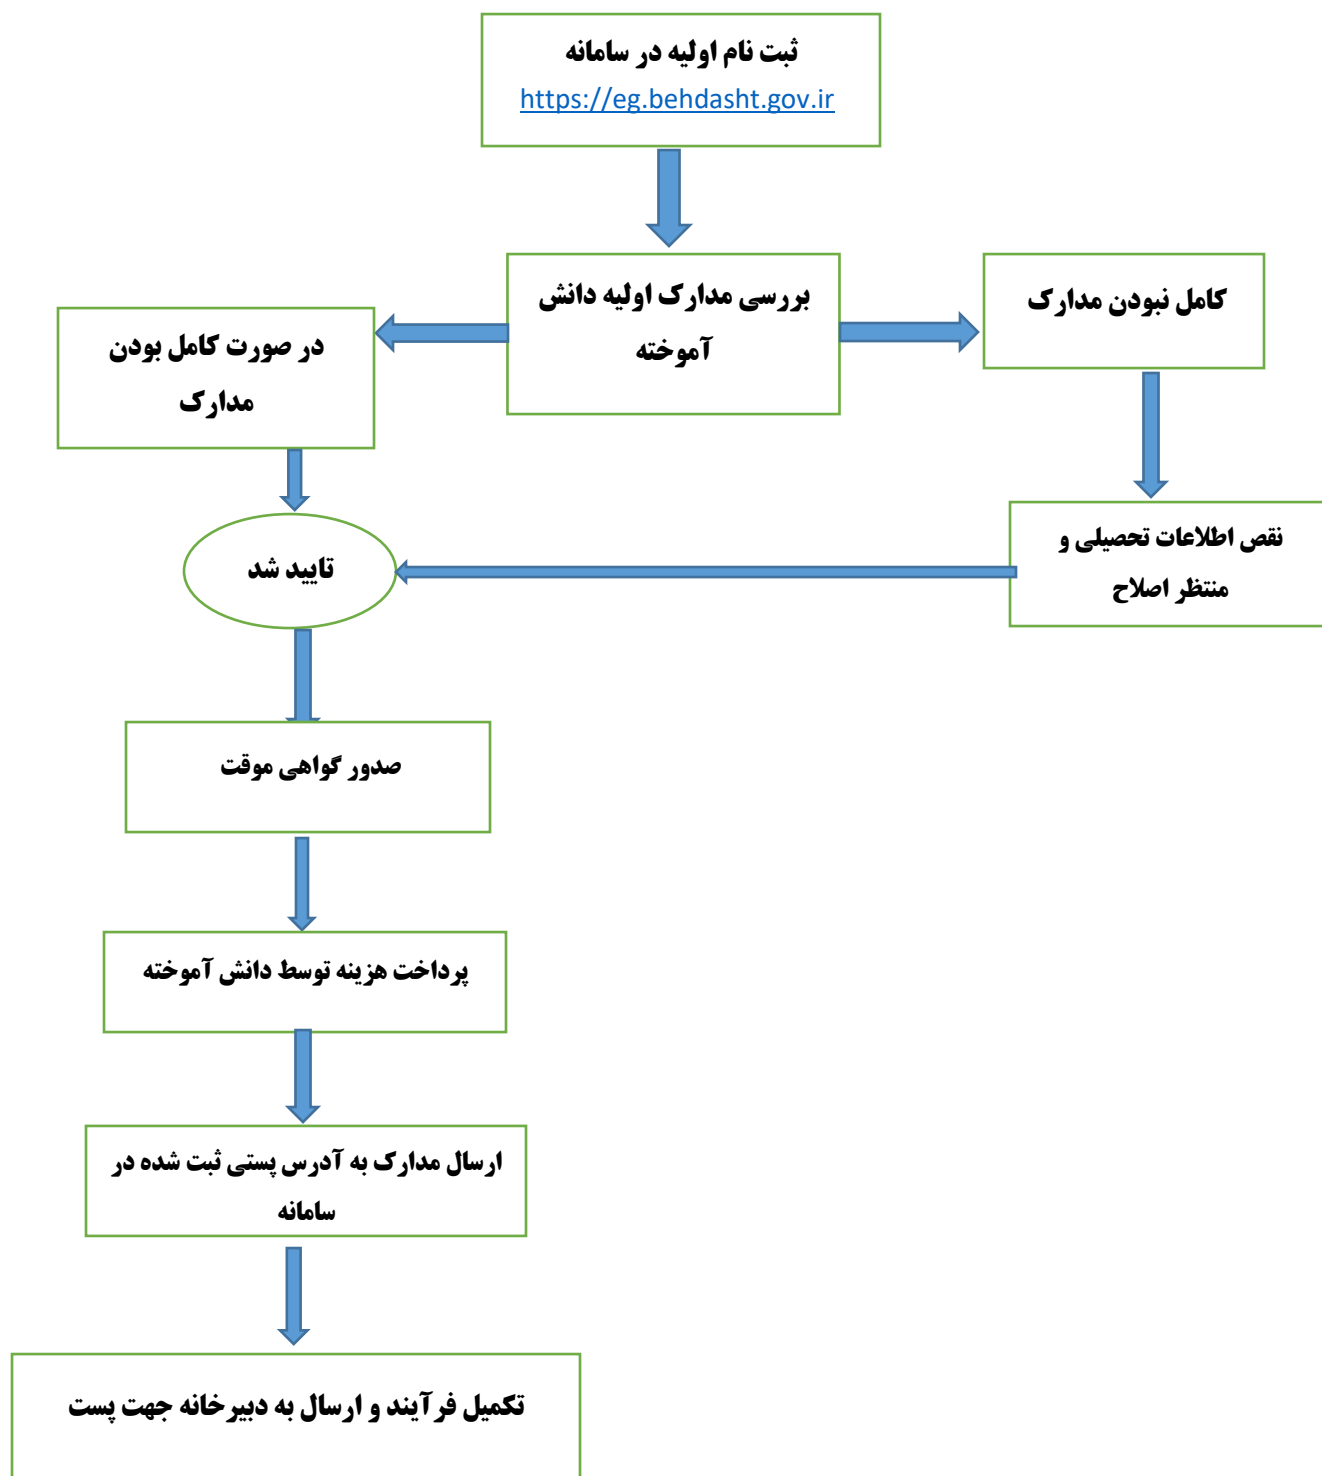 ثبت نام اولیه در سامانه
https://eg.behdasht.gov.ir
بررسی مدارک اولیه دانش
آموخته
کامل نبودن مدارک
در صورت کامل بودن
مدارک
نقص اطلاعات تحصیلی و
منتظر اصلاح
تایید شد
صدور گواهی موقت
پرداخت هزینه توسط دانش آموخته
ارسال مدارک به آدرس پستی ثبت شده در
سامانه
تکمیل فرآیند و ارسال به دبیرخانه جهت پست